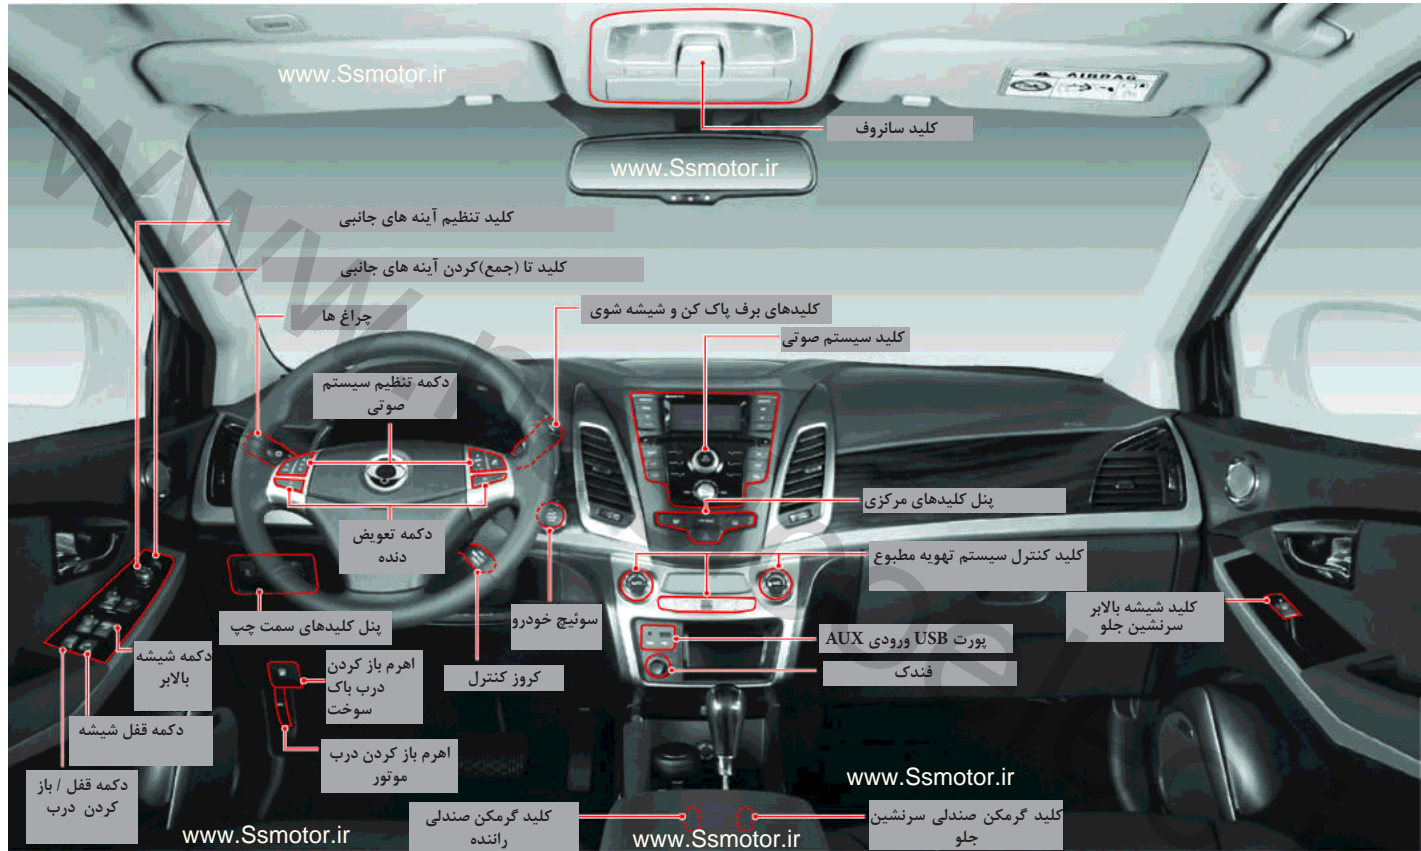 www.Ssmotor.ir
AIRBAG
کلید سانروف
www.Ssmotor.ir
کلید تنظیم آینه های جانبی
کلید تا (جمع)کردن آینه های جانبی
چراغ ها
کلیدهای برف پاک کن و شیشه شوی
کلید سیستم صوتی
دکمه تنظیم سیستم
صوتی
پنل کلیدهای مرکزی
دکمه تعویض
دنده
کلید کنترل سیستم تهویه مطبوع
کلید شیشه بالابر
سرنشین جلو
سوئیچ خودرو
پنل کلیدهای سمت چپ
پورت USB ورودی AUX
فندک
کروز کنترل
دکمه شیشه
بالابر
اهرم باز کردن
درب باک
سوخت
دکمه قفل شیشه
اهرم باز کردن درب
موتور
دکمه قفل / باز
کردن درب
www.Ssmotor.ir
کلید گرمکن صندلی
راننده
کلید گرمکن صندلی سرنشین
جلو
www.Ssmotor.ir
www.Ssmotor.ir